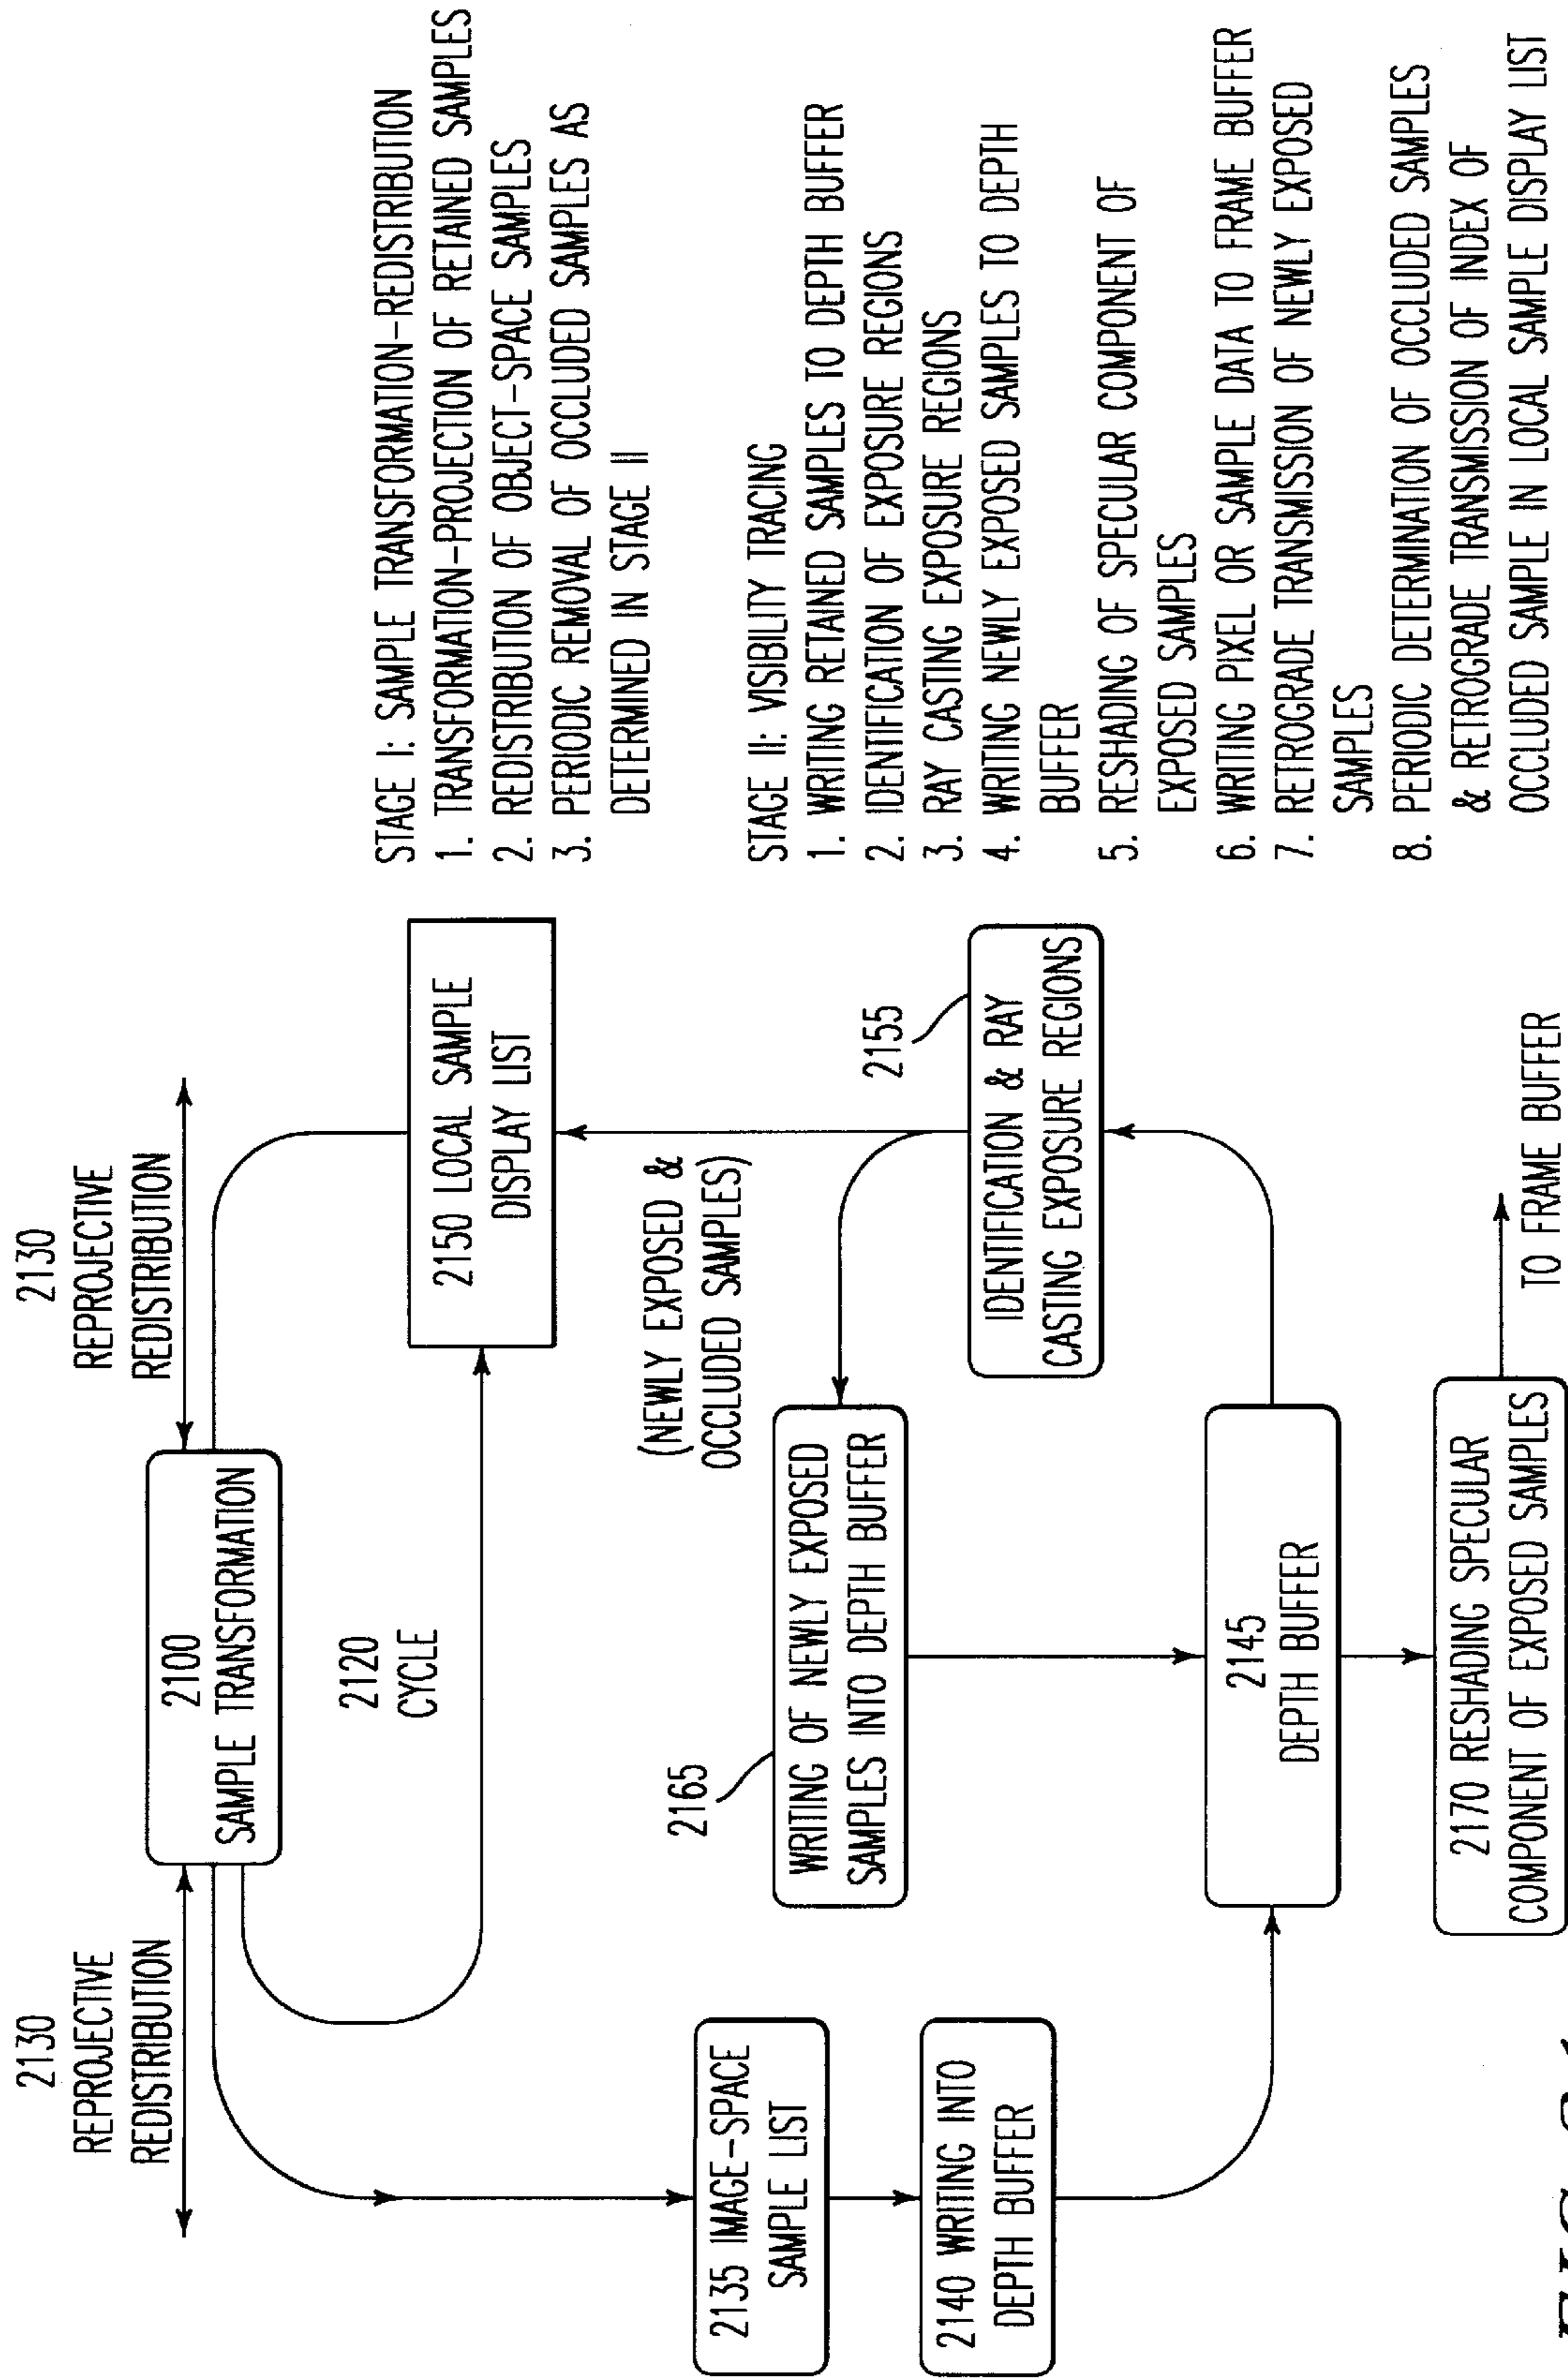 2130
REPROJECTIVE
REDISTRIBUTION
2100
SAMPLE TRANSFORMATION
2130
REPROJECTIVE
REDISTRIBUTION
2120
CYCLE
2150 LOCAL SAMPLE
DISPLAY LIST
(NEWLY EXPOSED &
OCCLUDED SAMPLES)
2135 IMAGE-SPACE
SAMPLE LIST
2165
WRITING OF NEWLY EXPOSED
SAMPLES INTO DEPTH BUFFER
2155
IDENTIFICATION & RAY
CASTING EXPOSURE REGIONS
2140 WRITING INTO
DEPTH BUFFER
2145
DEPTH BUFFER
2170 RESHADING SPECULAR
COMPONENT OF EXPOSED SAMPLES
TO FRAME BUFFER
STAGE I: SAMPLE TRANSFORMATION-REDISTRIBUTION
1. TRANSFORMATION-PROJECTION OF RETAINED SAMPLES
2. REDISTRIBUTION OF OBJECT-SPACE SAMPLES
3. PERIODIC REMOVAL OF OCCLUDED SAMPLES AS
DETERMINED IN STAGE II
STAGE II: VISIBILITY TRACING
1. WRITING RETAINED SAMPLES TO DEPTH BUFFER
2. IDENTIFICATION OF EXPOSURE REGIONS
3. RAY CASTING EXPOSURE REGIONS
4. WRITING NEWLY EXPOSED SAMPLES TO DEPTH
BUFFER
5. RESHADING OF SPECULAR COMPONENT OF
EXPOSED SAMPLES
6. WRITING PIXEL OR SAMPLE DATA TO FRAME BUFFER
7. RETROGRADE TRANSMISSION OF NEWLY EXPOSED
SAMPLES
8. PERIODIC DETERMINATION OF OCCLUDED SAMPLES
& RETROGRADE TRANSMISSION OF INDEX OF
OCCLUDED SAMPLE IN LOCAL SAMPLE DISPLAY LIST